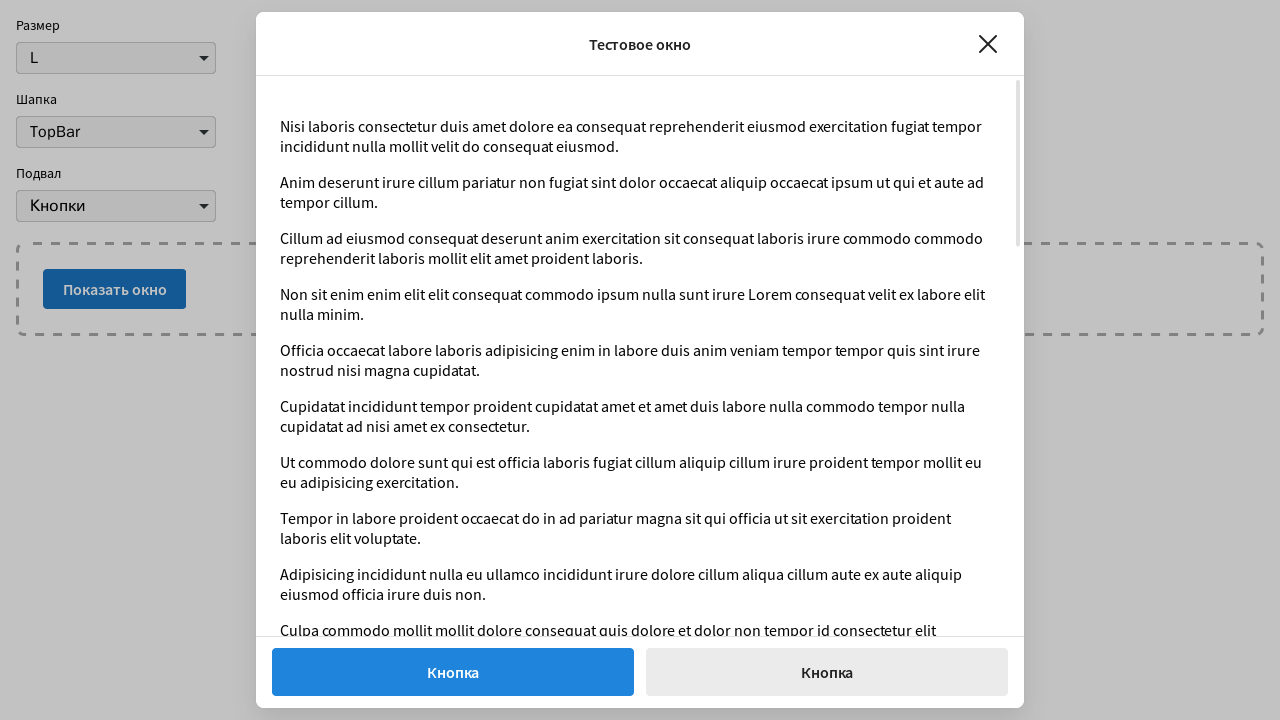 Размер
L
Шапка
TopBar
Подвал
Кнопки
Показать окно
Тестовое окно
Nisi laboris consectetur duis amet dolore ea consequat reprehenderit eiusmod exercitation fugiat tempor
incididunt nulla mollit velit do consequat eiusmod.
Anim deserunt irure cillum pariatur non fugiat sint dolor occaecat aliquip occaecat ipsum ut qui et aute ad
tempor cillum.
Cillum ad eiusmod consequat deserunt anim exercitation sit consequat laboris irure commodo commodo
reprehenderit laboris mollit elit amet proident laboris.
Non sit enim enim elit elit consequat commodo ipsum nulla sunt irure Lorem consequat velit ex labore elit
nulla minim.
Officia occaecat labore laboris adipisicing enim in labore duis anim veniam tempor tempor quis sint irure
nostrud nisi magna cupidatat.
Cupidatat incididunt tempor proident cupidatat amet et amet duis labore nulla commodo tempor nulla
cupidatat ad nisi amet ex consectetur.
Ut commodo dolore sunt qui est officia laboris fugiat cillum aliquip cillum irure proident tempor mollit eu
eu adipisicing exercitation.
Tempor in labore proident occaecat do in ad pariatur magna sit qui officia ut sit exercitation proident
laboris elit voluptate.
Adipisicing incididunt nulla eu ullamco incididunt irure dolore cillum aliqua cillum aute ex aute aliquip
eiusmod officia irure duis non.
Culpa commodo mollit mollit dolore consequat quis dolore et dolor non tempor id consectetur elit
Кнопка
Кнопка